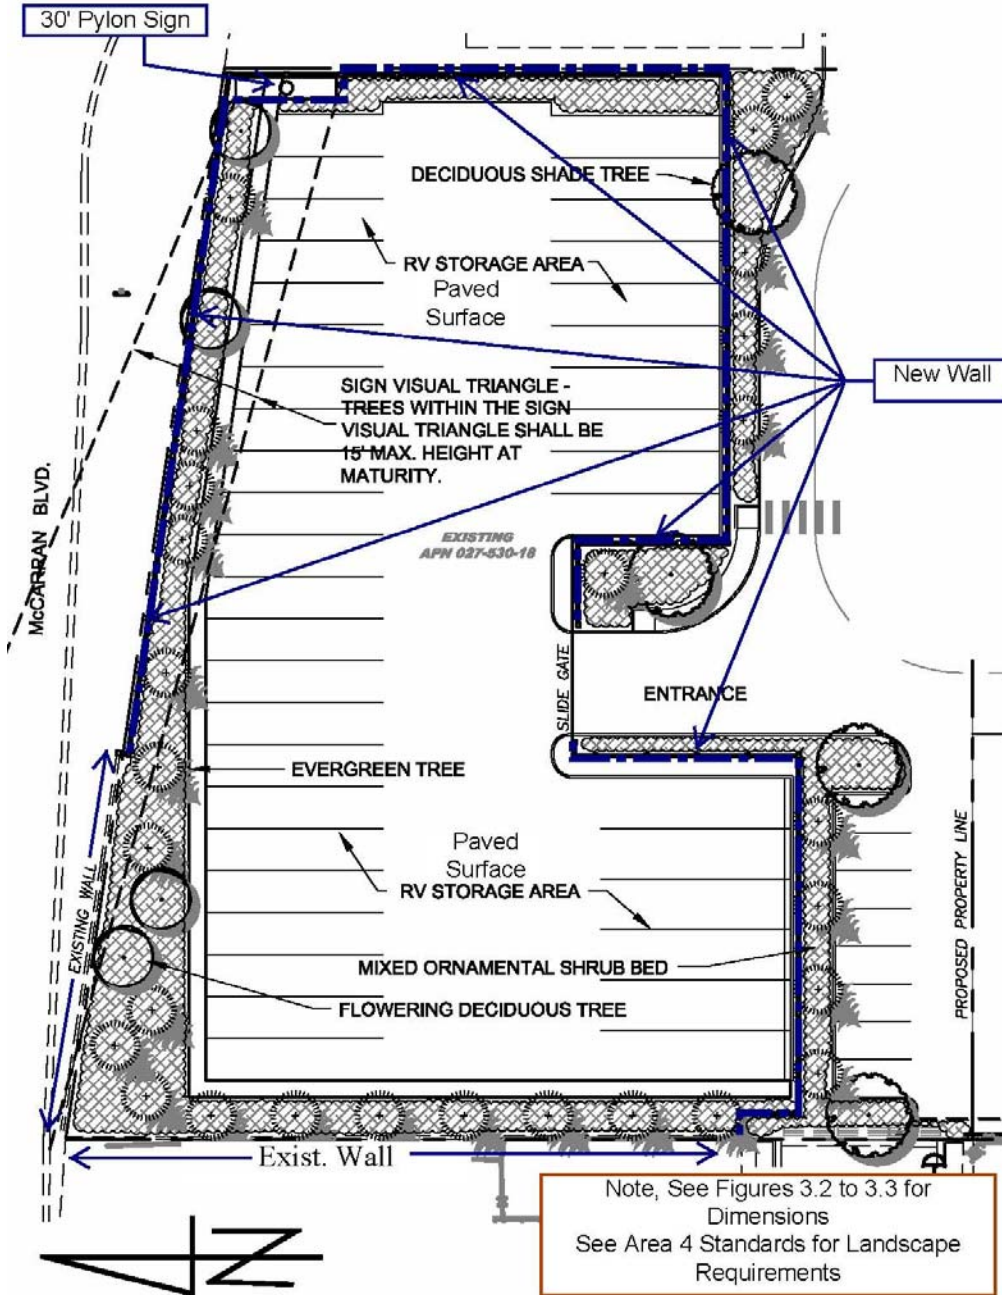 30' Pylon Sign
DECIDUOUS SHADE TREE
RV STORAGE AREA
Paved
Surface
New Wall
SIGN VISUAL TRIANGLE -
TREES WITHIN THE SIGN
VISUAL TRIANGLE SHALL BE
15' MAX. HEIGHT AT
MATURITY.
McCARRAN BLVD.
EXISTING
APN 027-530-18
SLIDE GATE
ENTRANCE
EVERGREEN TREE
Paved
Surface
RV STORAGE AREA
EXISTING WALL
PROPOSED PROPERTY LINE
MIXED ORNAMENTAL SHRUB BED
FLOWERING DECIDUOUS TREE
Exist. Wall
Note, See Figures 3.2 to 3.3 for
Dimensions
See Area 4 Standards for Landscape
Requirements
N